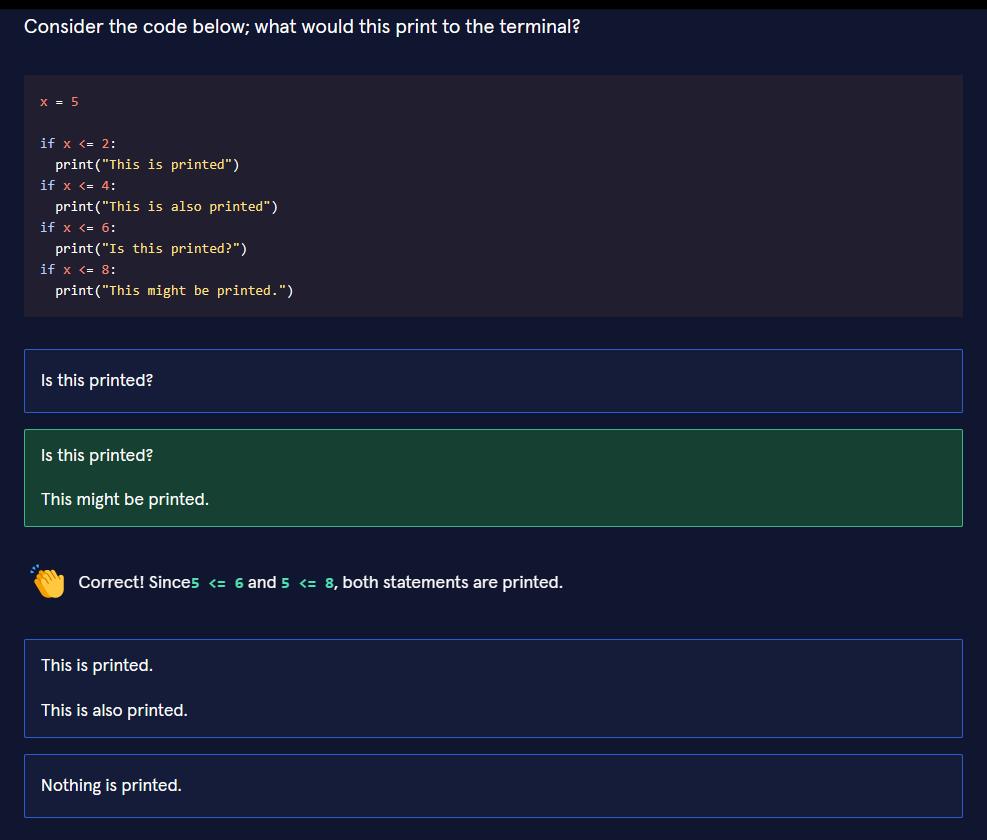 Consider the code below; what would this print to the terminal?
x = 5
if x <= 2:
  print("This is printed")
if x <= 4:
  print("This is also printed")
if x <= 6:
  print("Is this printed?")
if x <= 8:
  print("This might be printed.")
Is this printed?
Is this printed?
This might be printed.
Correct! Since5 <= 6 and 5 <= 8, both statements are printed.
This is printed.
This is also printed.
Nothing is printed.